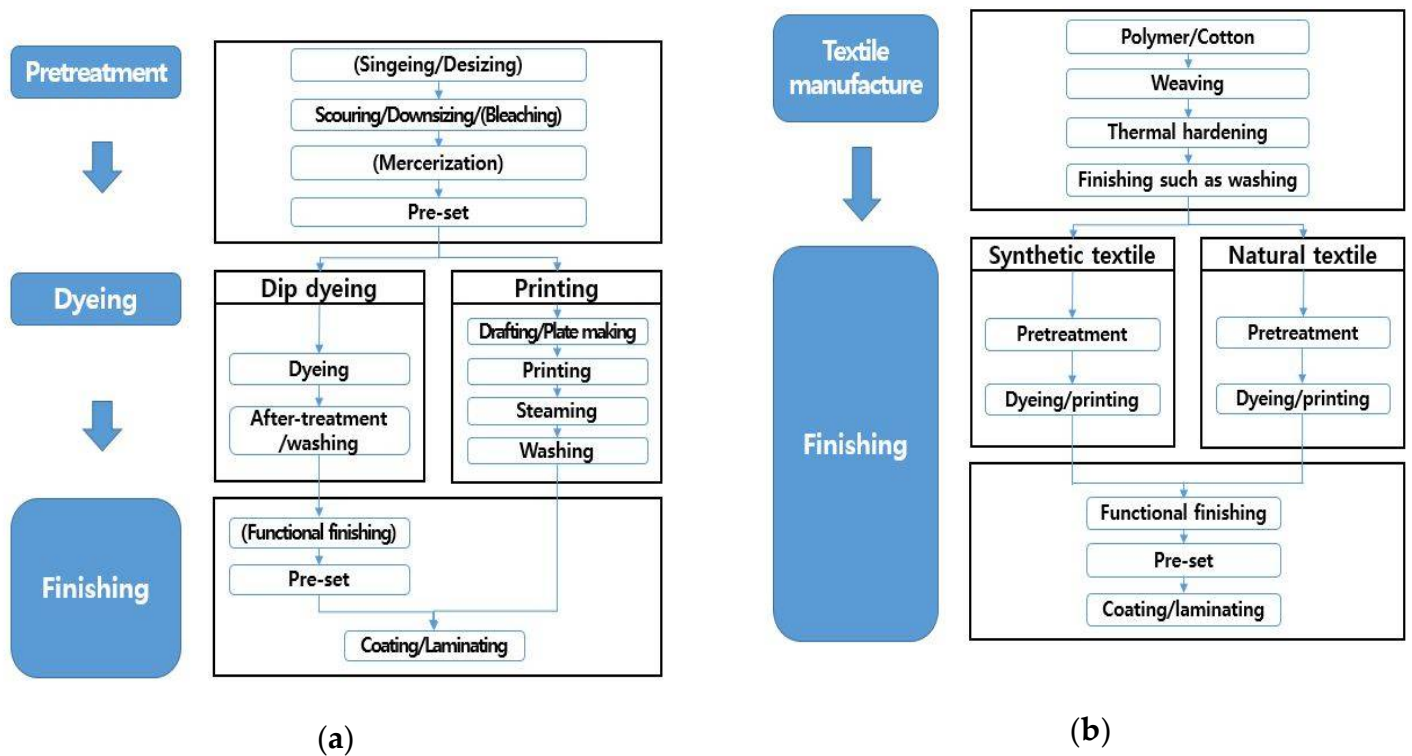 Pretreatment
(Singeing/Desizing)
Scouring/Downsizing/(Bleaching)
(Mercerization)
Pre-set
Dyeing
Dip dyeing
Dyeing
After-treatment
/washing
Printing
Drafting/Plate making
Printing
Steaming
Washing
Finishing
(Functional finishing)
Pre-set
Coating/Laminating
(a)
Textile
manufacture
Polymer/Cotton
Weaving
Thermal hardening
Finishing such as washing
Finishing
Synthetic textile
Pretreatment
Dyeing/printing
Natural textile
Pretreatment
Dyeing/printing
Functional finishing
Pre-set
Coating/laminating
(b)